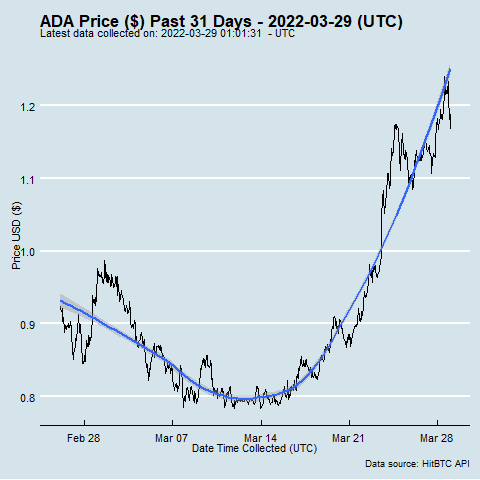 ADA Price ($) Past 31 Days - 2022-03-29 (UTC)
Latest data collected on: 2022-03-29 01:01:31  - UTC
Price USD ($)
1.2
1.1
1.0
0.9
0.8
Feb 28 Mar 07 Mar 14 Mar 21 Mar 28
Date Time Collected (UTC)
Data source: HitBTC API